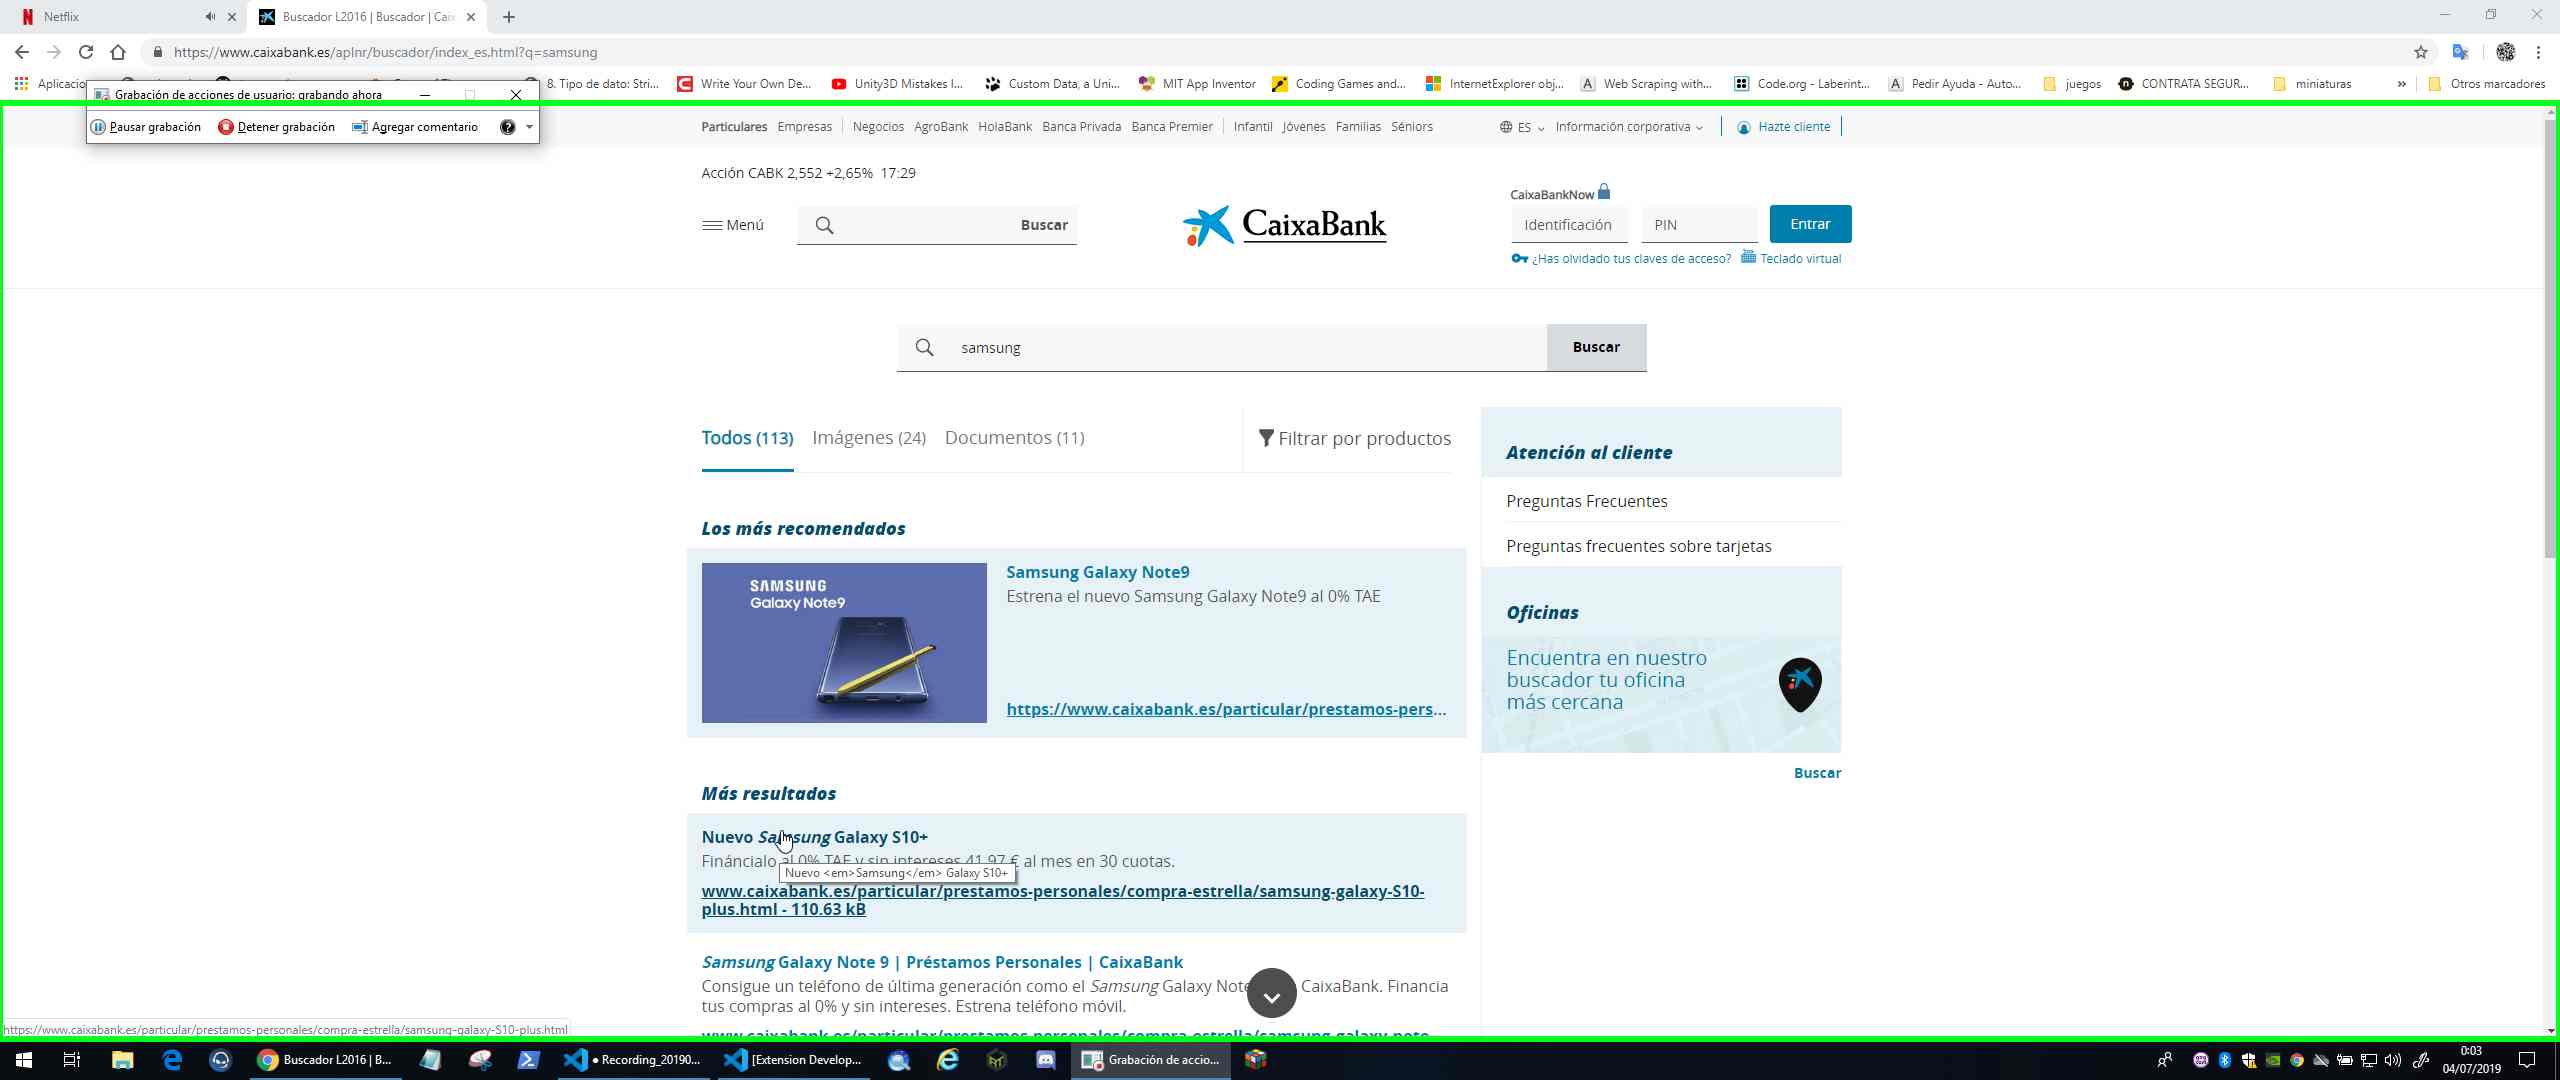 Netflix
Buscador L2016 | Buscador | Cai
https://www.caixabank.es/aplnr/buscador/index_es.html?q=samsung
Aplicacio
8. Tipo de dato: Stri...
Write Your Own De...
Unity3D Mistakes I...
Custom Data, a Uni...
MIT App Inventor
Coding Games and...
InternetExplorer obj...
Web Scraping with...
Code.org - Laberint...
Pedir Ayuda - Auto...
juegos
CONTRATA SEGUR...
miniaturas
»
Otros marcadores
Grabación de acciones de usuario: grabando ahora
Pausar grabación
Detener grabación
Agregar comentario
Particulares Empresas Negocios AgroBank HolaBank Banca Privada Banca Premier Infantil Jóvenes Familias Séniors
ES
Información corporativa
Hazte cliente
Acción CABK 2,552 +2,65% 17:29
Menú
Buscar
CaixaBank
CaixaBankNow
Identificación
PIN
Entrar
¿Has olvidado tus claves de acceso?
Teclado virtual
samsung
Buscar
Todos (113)
Imágenes (24)
Documentos (11)
Filtrar por productos
Los más recomendados
SAMSUNG
Galaxy Note9
Samsung Galaxy Note9
Estrena el nuevo Samsung Galaxy Note9 al 0% TAE
https://www.caixabank.es/particular/prestamos-pers...
Más resultados
Nuevo Samsung Galaxy S10+
Fináncialo al 0% TAE y sin intereses 41,97 € al mes en 30 cuotas.
Nuevo <em>Samsung</em> Galaxy S10+
www.caixabank.es/particular/prestamos-personales/compra-estrella/samsung-galaxy-S10-
plus.html - 110.63 kB
Samsung Galaxy Note 9 | Préstamos Personales | CaixaBank
Consigue un teléfono de última generación como el Samsung Galaxy Note CaixaBank. Financia
tus compras al 0% y sin intereses. Estrena teléfono móvil.
www.caixabank.es/particular/prestamos-personales/compra-estrella/samsung-galaxy-note-
Atención al cliente
Preguntas Frecuentes
Preguntas frecuentes sobre tarjetas
Oficinas
Encuentra en nuestro
buscador tu oficina
más cercana
Buscar
https://www.caixabank.es/particular/prestamos-personales/compra-estrella/samsung-galaxy-S10-plus.html
Buscador L2016 | B...
● Recording_20190...
[Extension Develop...
Grabación de accio...
0:03
04/07/2019